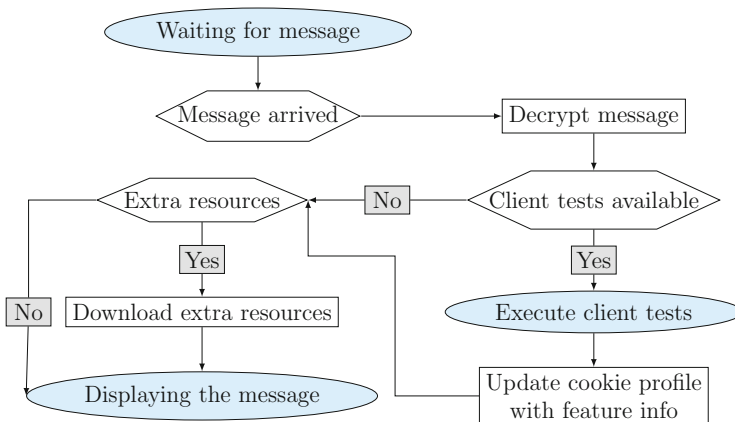 Waiting for message
Message arrived
Decrypt message
Extra resources
No
Client tests available
Yes
Yes
No
Download extra resources
Execute client tests
Displaying the message
Update cookie profile
with feature info